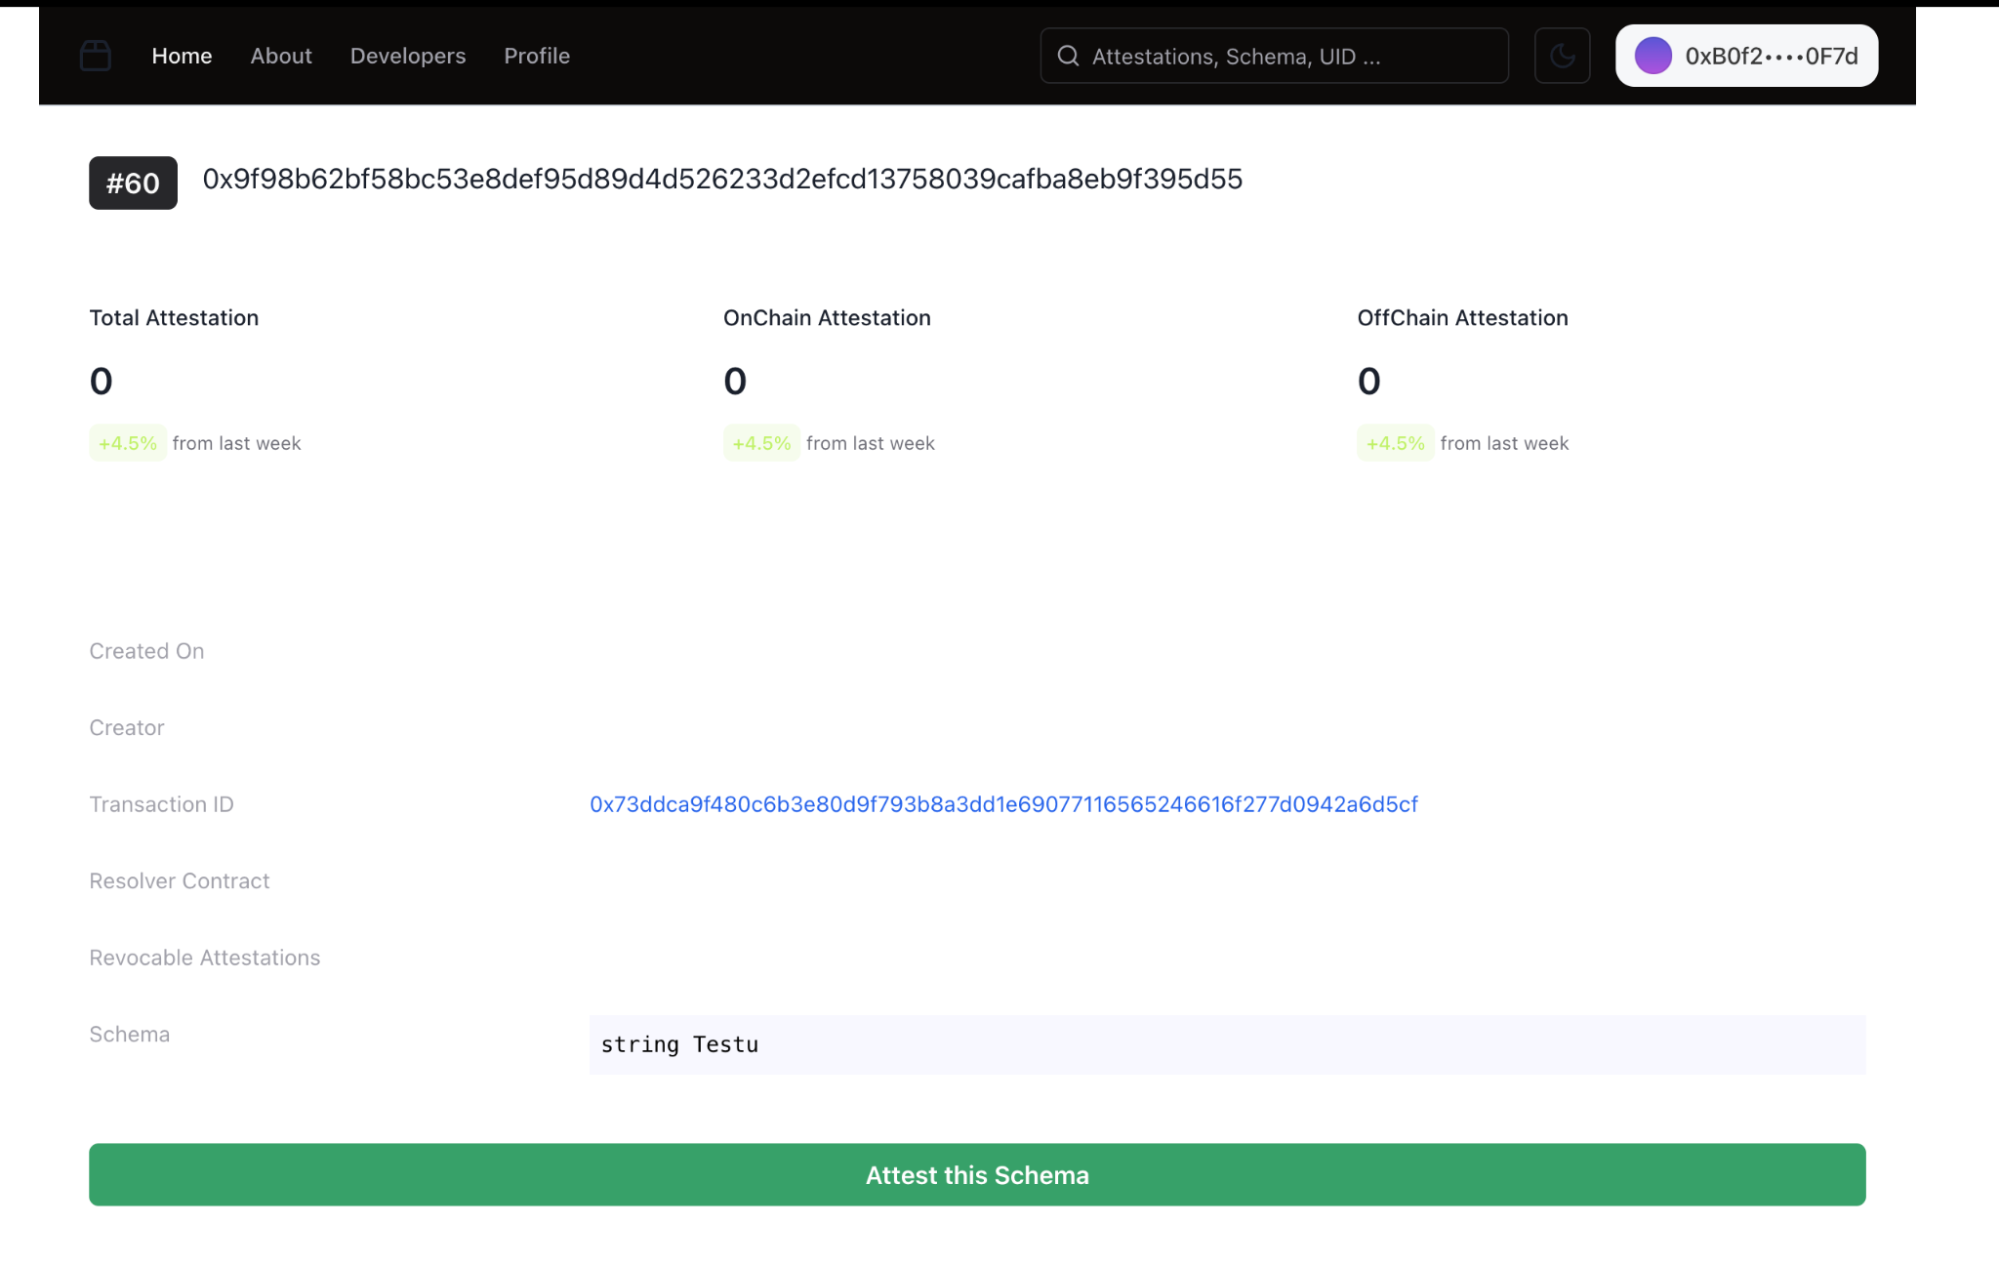 Home About Developers Profile Attestations, Schema, UID ... 0xB0f2••••0F7d
#60 0x9f98b62bf58bc53e8def95d89d4d526233d2efcd13758039cafba8eb9f395d55
Total Attestation OnChain Attestation OffChain Attestation
0 0 0
+4.5% from last week +4.5% from last week +4.5% from last week
Created On
Creator
Transaction ID 0x73ddca9f480c6b3e80d9f793b8a3dd1e69077116565246616f277d0942a6d5cf
Resolver Contract
Revocable Attestations
Schema string Testu
Attest this Schema